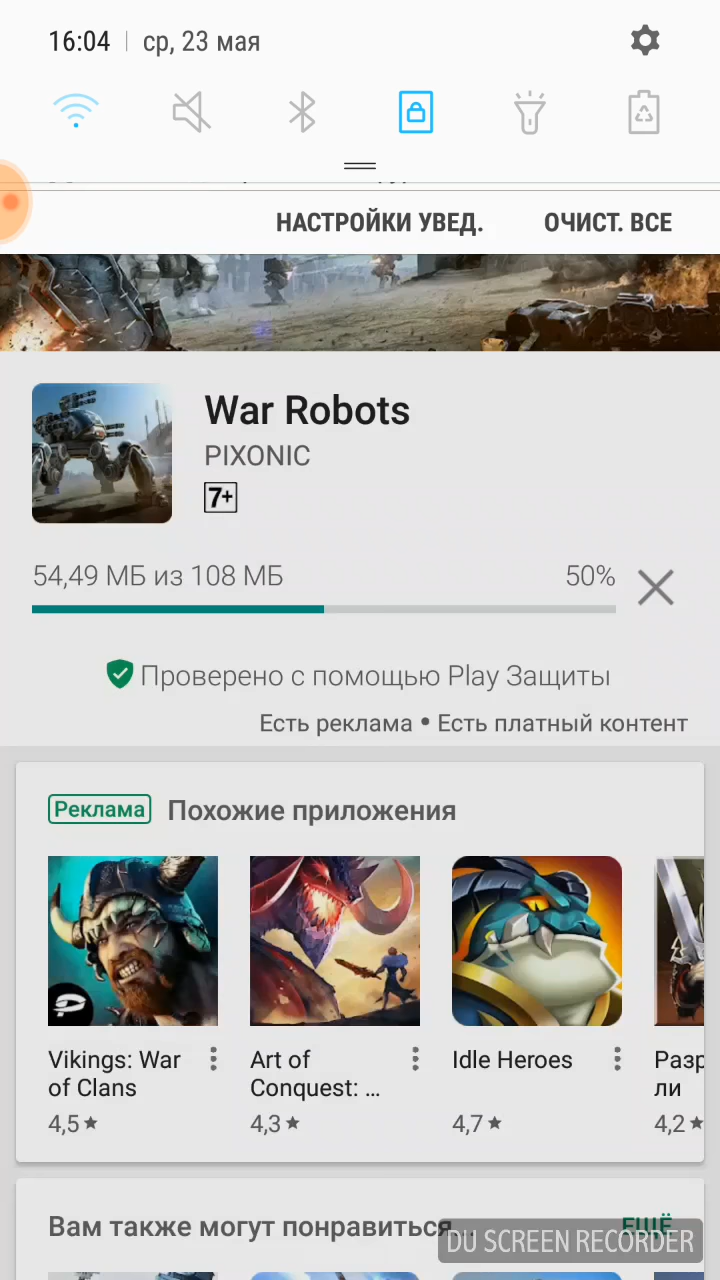 16:04 ср, 23 мая
НАСТРОЙКИ УВЕД. ОЧИСТ. ВСЕ
War Robots
PIXONIC
7+
54,49 МБ из 108 МБ 50%
Проверено с помощью Play Защиты
Есть реклама • Есть платный контент
Реклама Похожие приложения
Vikings: War
of Clans
4,5★
Art of
Conquest: ...
4,3★
Idle Heroes
4,7★
Разр
ли
4,2★
Вам также могут понравиться... ЕЩЁ
DU SCREEN RECORDER